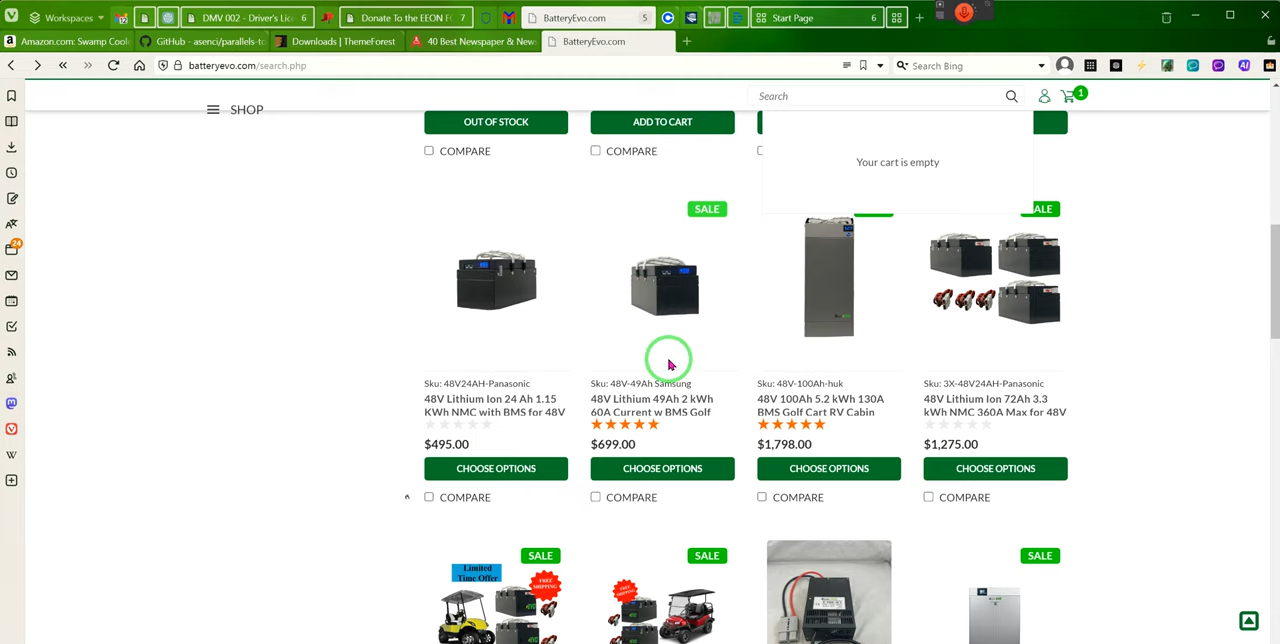 Workspaces
DMV 002 - Driver's Lic
6
Donate To the EEON FO
7
BatteryEvo.com
5
Start Page
6
Amazon.com: Swamp Cool
GitHub - asenci/parallels-to
Downloads | ThemeForest
40 Best Newspaper & New
BatteryEvo.com
batteryevo.com/search.php
Search Bing
AI
SHOP
Search
1
OUT OF STOCK
ADD TO CART
Your cart is empty
COMPARE
COMPARE
24
SALE
ALE
Sku: 48V24AH-Panasonic
48V Lithium Ion 24 Ah 1.15
KWh NMC with BMS for 48V
$495.00
CHOOSE OPTIONS
COMPARE
Sku: 48V-49Ah Samsung
48V Lithium 49Ah 2 kWh
60A Current w BMS Golf
$699.00
CHOOSE OPTIONS
COMPARE
Sku: 48V-100Ah-huk
48V 100Ah 5.2 kWh 130A
BMS Golf Cart RV Cabin
$1,798.00
CHOOSE OPTIONS
COMPARE
Sku: 3X-48V24AH-Panasonic
48V Lithium Ion 72Ah 3.3
kWh NMC 360A Max for 48V
$1,275.00
CHOOSE OPTIONS
COMPARE
SALE
SALE
SALE
Limited
Time Offer
FREE
SHIPPING
FREE
SHIPPING